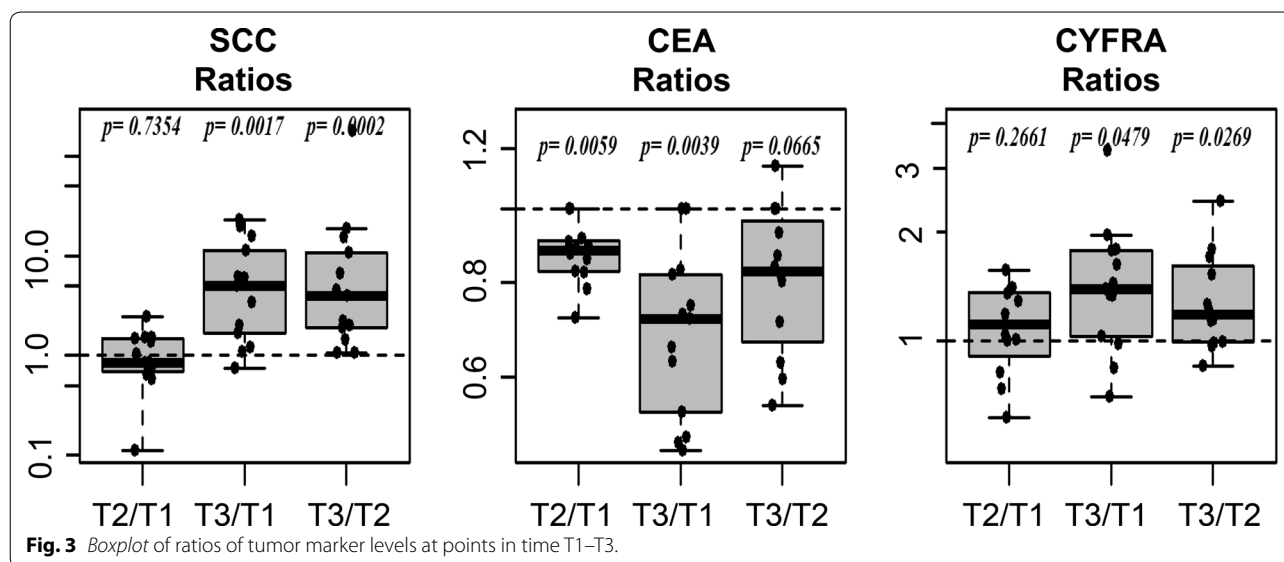 SCC
Ratios
CEA
Ratios
CYFRA
Ratios
p= 0.7354 p= 0.0017 p= 0.0002
10.0
1.0
0.1
T2/T1 T3/T1 T3/T2
p= 0.0059 p= 0.0039 p= 0.0665
1.2
0.8
0.6
T2/T1 T3/T1 T3/T2
p= 0.2661 p= 0.0479 p= 0.0269
3
2
1
T2/T1 T3/T1 T3/T2
Fig. 3 Boxplot of ratios of tumor marker levels at points in time T1–T3.